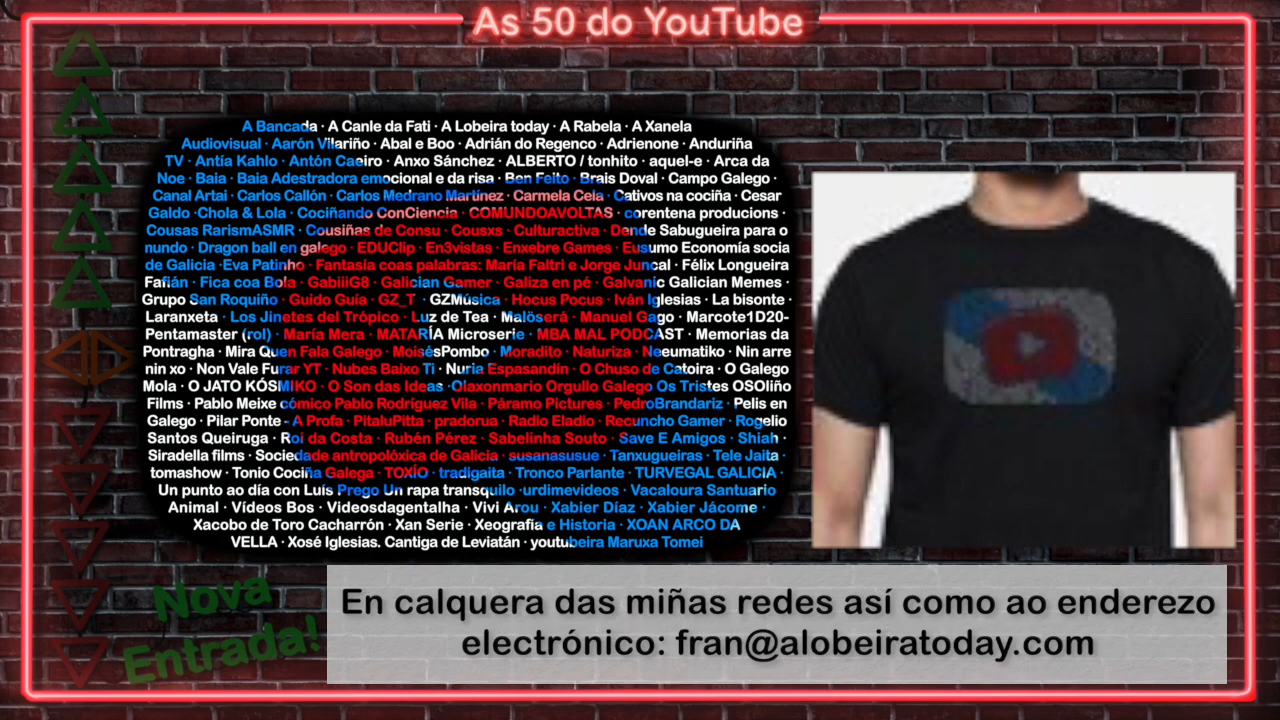 As 50 do YouTube
A Bancada · A Canle da Fati · A Lobeira today · A Rabela · A Xanela
Audiovisual · Aarón Vilariño · Abal e Boo · Adrián do Regenco · Adrienone · Anduriña
TV · Antía Kahlo · Antón Caeiro · Anxo Sánchez · ALBERTO / tonhito · aquel-e · Arca da
Noe · Baia · Baia Adestradora emocional e da risa · Ben Feito · Brais Doval · Campo Galego ·
Canal Artai · Carlos Callón · Carlos Medrano Martínez · Carmela Cela · Cativos na cociña · Cesar
Galdo ·Chola & Lola · Cociñando ConCiencia · COMUNDOAVOLTAS · corentena producions ·
Cousas RarismASMR · Cousiñas de Consu · Cousxs · Culturactiva · Dende Sabugueira para o
mundo · Dragon ball en galego · EDUClip · En3vistas · Enxebre Games · Eusumo Economía socia
de Galicia ·Eva Patinho · Fantasía coas palabras: María Faltri e Jorge Juncal · Félix Longueira
Fafián · Fica coa Bola · GabiiiG8 · Galician Gamer · Galiza en pé · Galvanic Galician Memes ·
Grupo San Roquiño · Guido Guía · GZ_T · GZMúsica · Hocus Pocus · Iván Iglesias · La bisonte ·
Laranxeta · Los Jinetes del Trópico · Luz de Tea · Malöserá · Manuel Gago · Marcote1D20-
Pentamaster (rol) · María Mera · MATARÍA Microserie · MBA MAL PODCAST · Memorias da
Pontragha · Mira Quen Fala Galego · MoisésPombo · Moradito · Naturiza · Neeumatiko · Nin arre
nin xo · Non Vale Furar YT · Nubes Baixo Ti · Nuria Espasandín · O Chuso de Catoira · O Galego
Mola · O JATO KÓSMIKO · O Son das Ideas ·Olaxonmario Orgullo Galego Os Tristes OSOliño
Films · Pablo Meixe cómico Pablo Rodríguez Vila · Páramo Pictures · PedroBrandariz · Pelis en
Galego · Pilar Ponte - A Profa · PitaluPitta · pradorua · Radio Eladio · Recuncho Gamer · Rogelio
Santos Queiruga · Roi da Costa · Rubén Pérez · Sabelinha Souto · Save E Amigos · Shiah ·
Siradella films · Sociedade antropolóxica de Galicia · susanasusue · Tanxugueiras · Tele Jaita ·
tomashow · Tonio Cociña Galega · TOXÍO · tradigaita · Tronco Parlante · TURVEGAL GALICIA ·
Un punto ao día con Luís Prego Un rapa transquilo ·urdimevideos · Vacaloura Santuario
Animal · Vídeos Bos · Videosdagentalha · Vivi Arou · Xabier Díaz · Xabier Jácome ·
Xacobo de Toro Cacharrón · Xan Serie · Xeografía e Historia · XOAN ARCO DA
VELLA · Xosé Iglesias. Cantiga de Leviatán · youtubeira Maruxa Tomei
Nova
Entrada!
En calquera das miñas redes así como ao enderezo
electrónico: fran@alobeiratoday.com